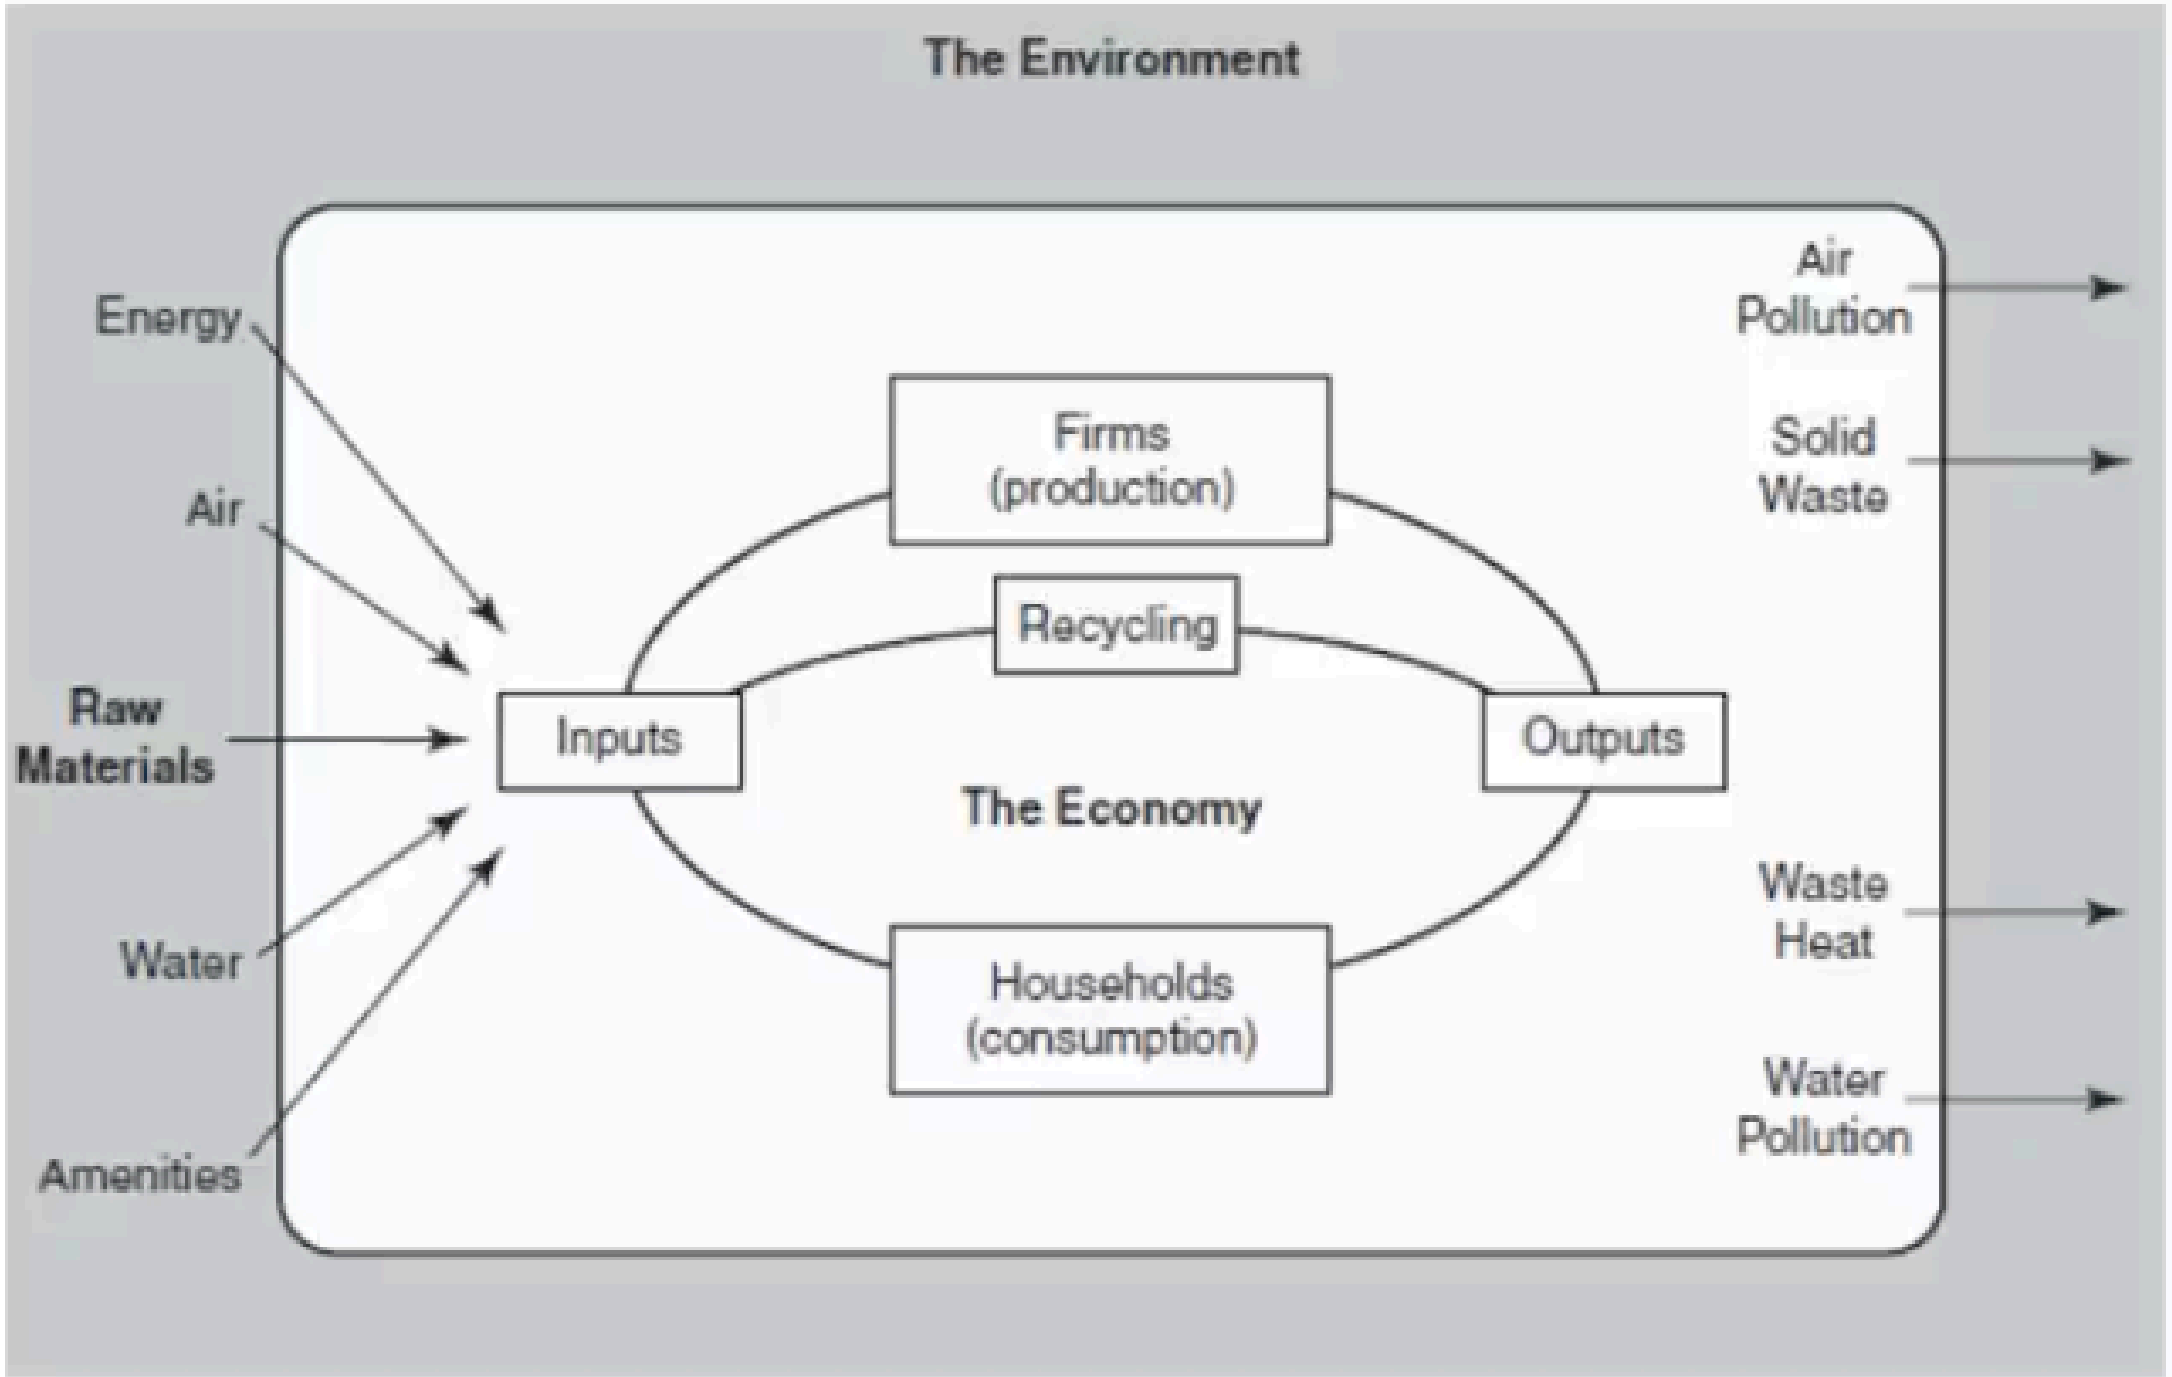 The Environment
Energy
Air
Raw
Materials
Water
Amenities
Firms
(production)
Recycling
Inputs
Outputs
The Economy
Households
(consumption)
Air
Pollution
Solid
Waste
Waste
Heat
Water
Pollution